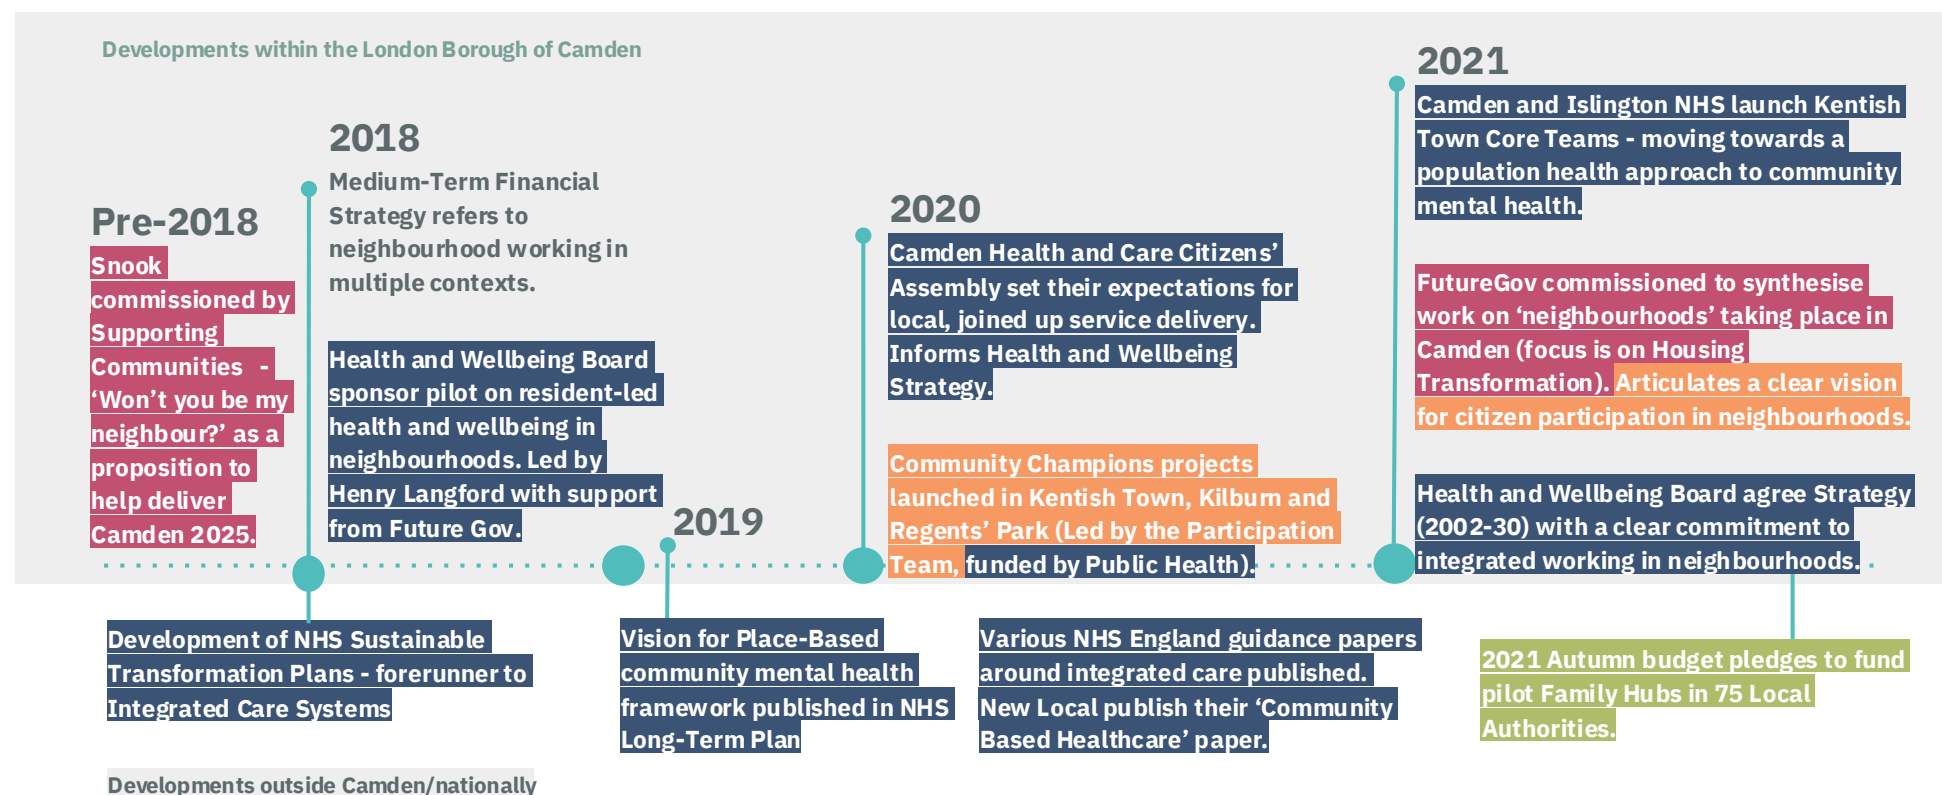 Developments within the London Borough of Camden
Pre-2018
Snook
commissioned by
Supporting
Communities -
‘Won’t you be my
neighbour?’ as a
proposition to
help deliver
Camden 2025.
2018
Medium-Term Financial
Strategy refers to
neighbourhood working in
multiple contexts.
Health and Wellbeing Board
sponsor pilot on resident-led
health and wellbeing in
neighbourhoods. Led by
Henry Langford with support
from Future Gov.
2019
2020
Camden Health and Care Citizens’
Assembly set their expectations for
local, joined up service delivery.
Informs Health and Wellbeing
Strategy.
Community Champions projects
launched in Kentish Town, Kilburn and
Regents’ Park (Led by the Participation
Team, funded by Public Health).
2021
Camden and Islington NHS launch Kentish
Town Core Teams - moving towards a
population health approach to community
mental health.
FutureGov commissioned to synthesise
work on ‘neighbourhoods’ taking place in
Camden (focus is on Housing
Transformation). Articulates a clear vision
for citizen participation in neighbourhoods.
Health and Wellbeing Board agree Strategy
(2002-30) with a clear commitment to
integrated working in neighbourhoods.
Development of NHS Sustainable
Transformation Plans - forerunner to
Integrated Care Systems
Vision for Place-Based
community mental health
framework published in NHS
Long-Term Plan
Various NHS England guidance papers
around integrated care published.
New Local publish their ‘Community
Based Healthcare’ paper.
2021 Autumn budget pledges to fund
pilot Family Hubs in 75 Local
Authorities.
Developments outside Camden/nationally